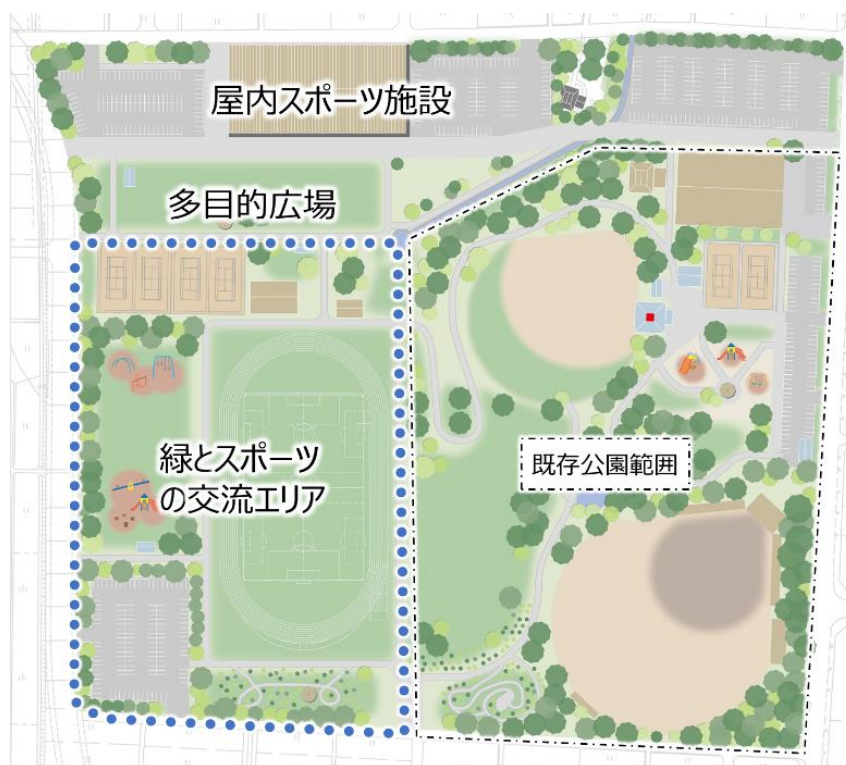 屋内スポーツ施設
多目的広場
緑とスポーツ
の交流エリア
既存公園範囲